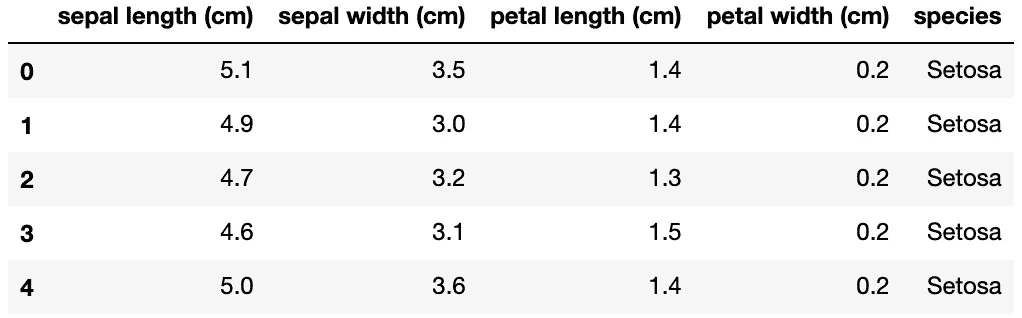 sepal length (cm) sepal width (cm) petal length (cm) petal width (cm) species
0 5.1 3.5 1.4 0.2 Setosa
1 4.9 3.0 1.4 0.2 Setosa
2 4.7 3.2 1.3 0.2 Setosa
3 4.6 3.1 1.5 0.2 Setosa
4 5.0 3.6 1.4 0.2 Setosa